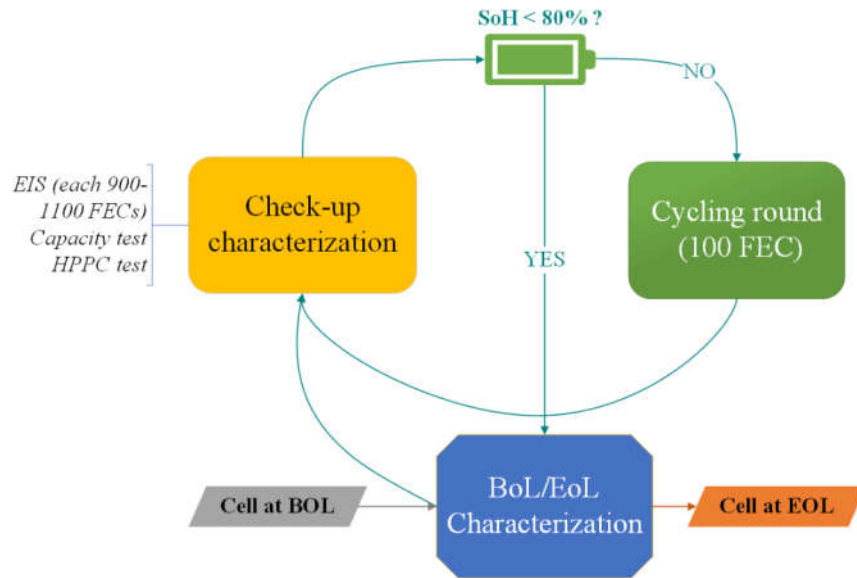 SoH < 80% ?
NO
EIS (each 900-
1100 FECs)
Capacity test
HPPC test
Check-up
characterization
Cycling round
(100 FEC)
YES
Cell at BOL
BoL/EoL
Characterization
Cell at EOL